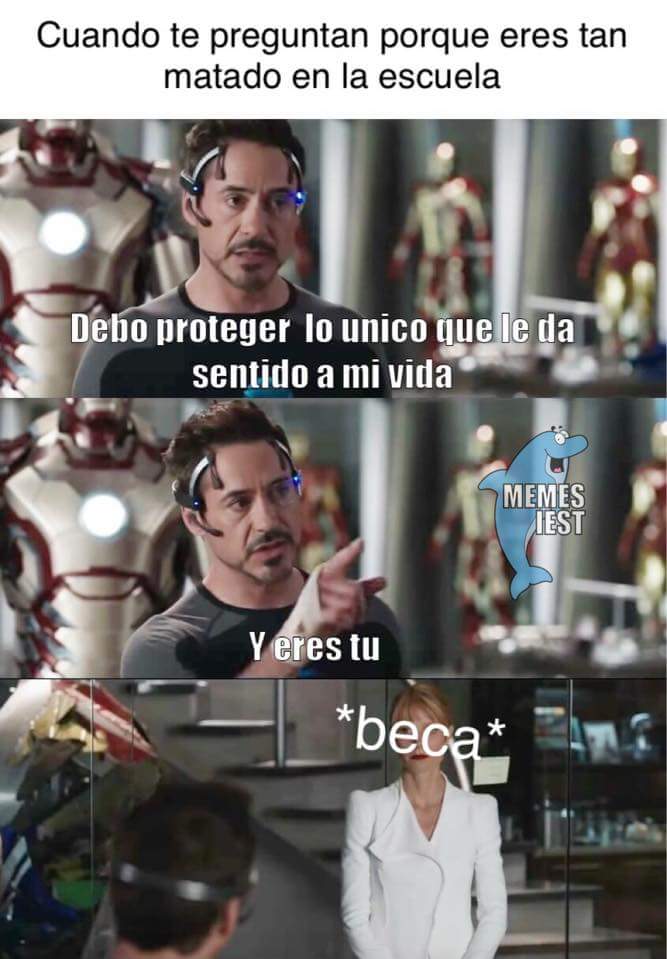 Cuando te preguntan porque eres tan
matado en la escuela
Debo proteger lo unico que le da
sentido a mi vida
MEMES
IEST
Y eres tu
*beca*